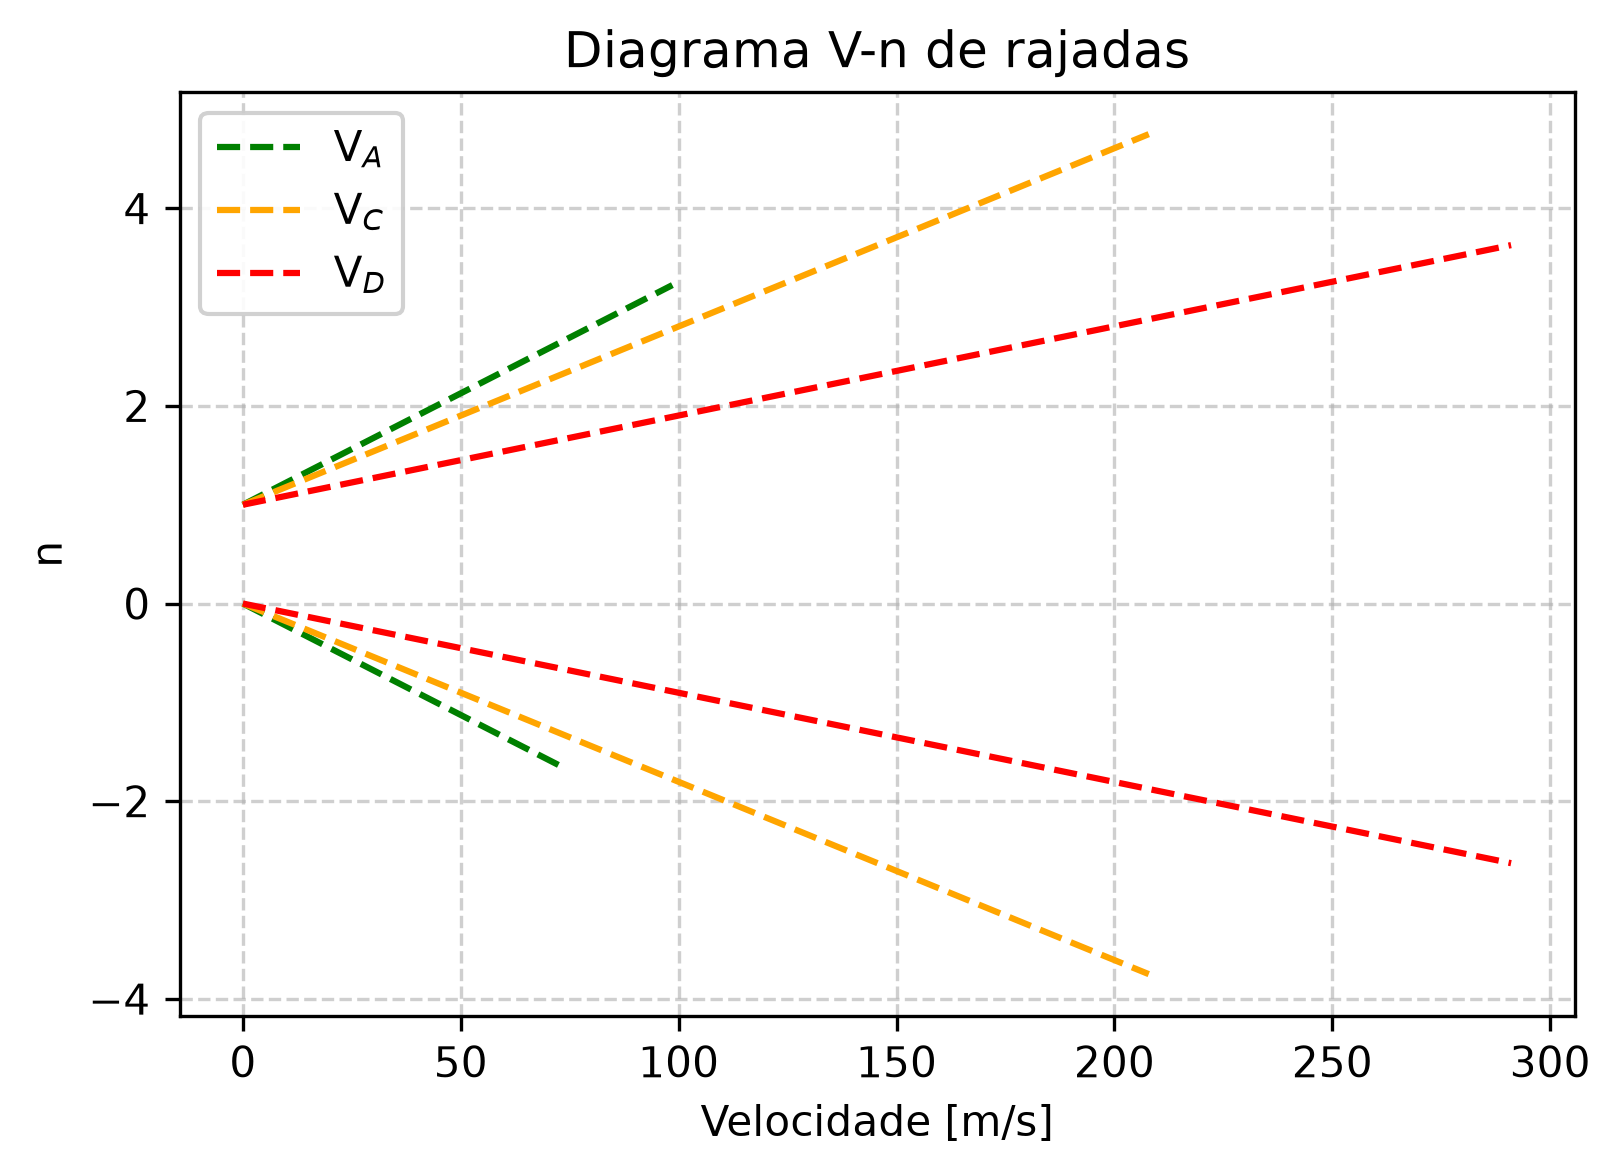 Diagrama V-n de rajadas
V_A
V_C
V_D
n
4
2
0
−2
−4
0 50 100 150 200 250 300
Velocidade [m/s]